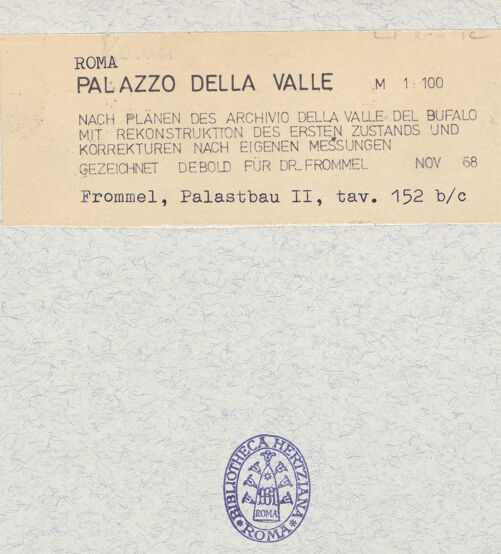 ROMA
PALAZZO DELLA VALLE M 1:100
NACH PLÄNEN DES ARCHIVIO DELLA VALLE DEL BUFALO
MIT REKONSTRUKTION DES ERSTEN ZUSTANDS UND
KORREKTUREN NACH EIGENEN MESSUNGEN
GEZEICHNET DEBOLD FÜR DR. FROMMEL NOV 68
Frommel, Palastbau II, tav. 152 b/c
BIBLIOTHECA HERTZIANA
ROMA
ROMA